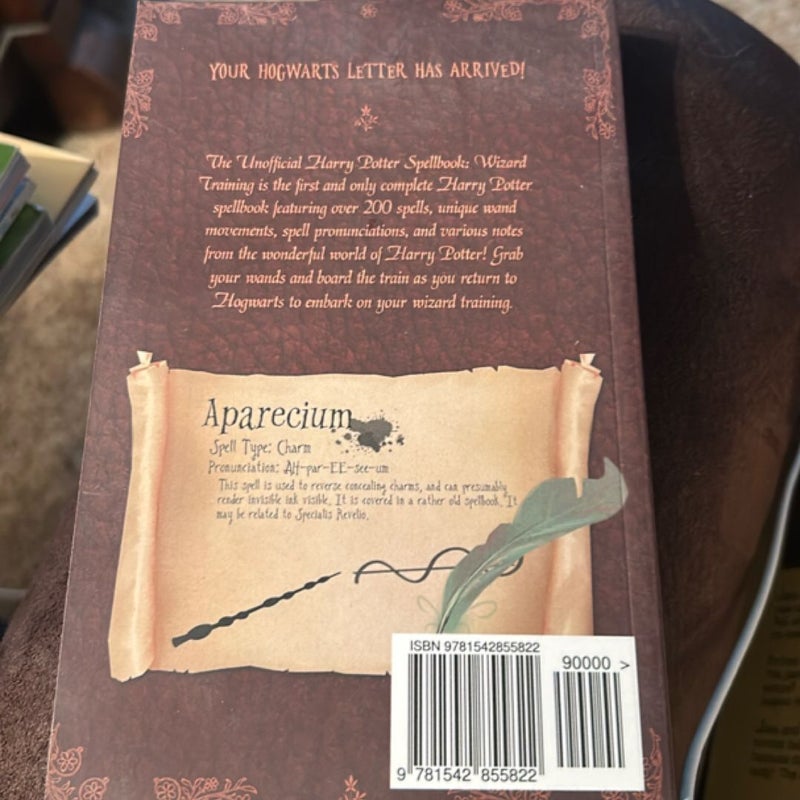 YOUR HOGWARTS LETTER HAS ARRIVED!
The Unofficial Harry Potter Spellbook: Wizard
Training is the first and only complete Harry Potter
spellbook featuring over 200 spells, unique wand
movements, spell pronunciations, and various notes
from the wonderful world of Harry Potter! Grab
your wands and board the train as you return to
Hogwarts to embark on your wizard training.
Aparecium
Spell Type: Charm
Pronunciation: AH-par-EE-see-um
This spell is used to reverse concealing charms, and can presumably
render invisible ink visible. It is covered in a rather old spellbook. It
may be related to Specialis Revelio.
ISBN 9781542855822
90000 >
9 781542 855822